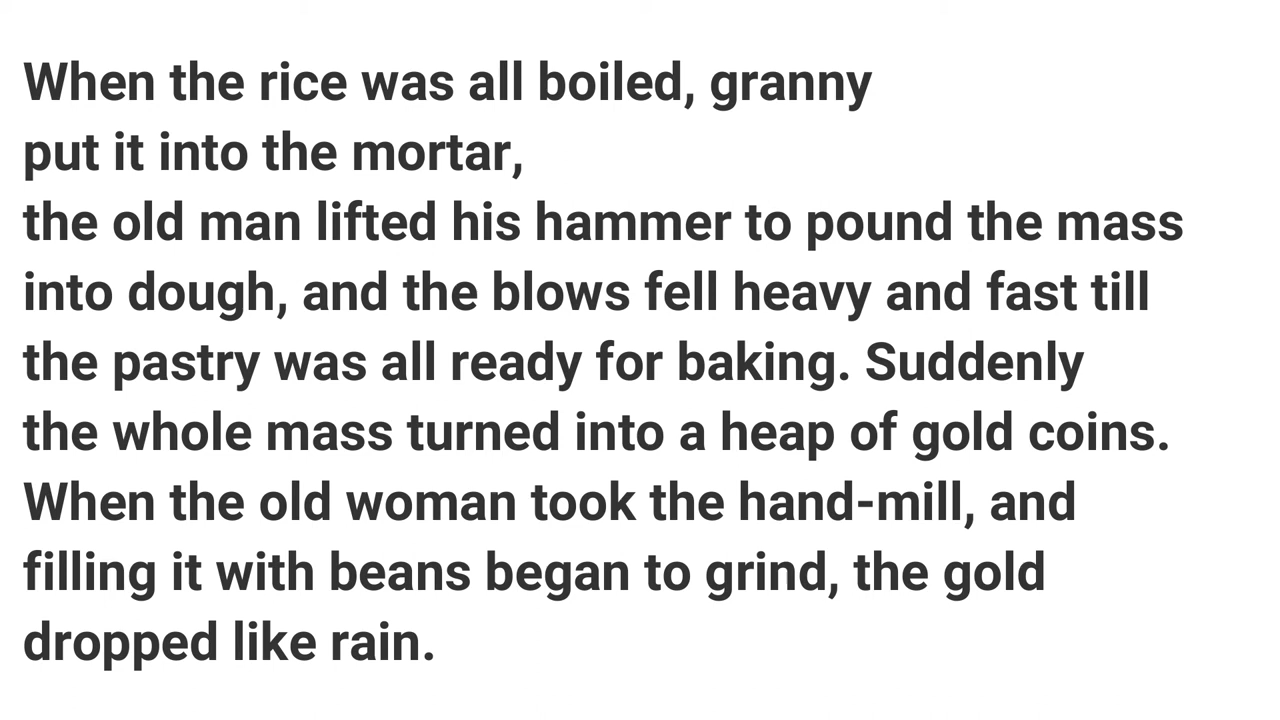 When the rice was all boiled, granny
put it into the mortar,
the old man lifted his hammer to pound the mass
into dough, and the blows fell heavy and fast till
the pastry was all ready for baking. Suddenly
the whole mass turned into a heap of gold coins.
When the old woman took the hand-mill, and
filling it with beans began to grind, the gold
dropped like rain.